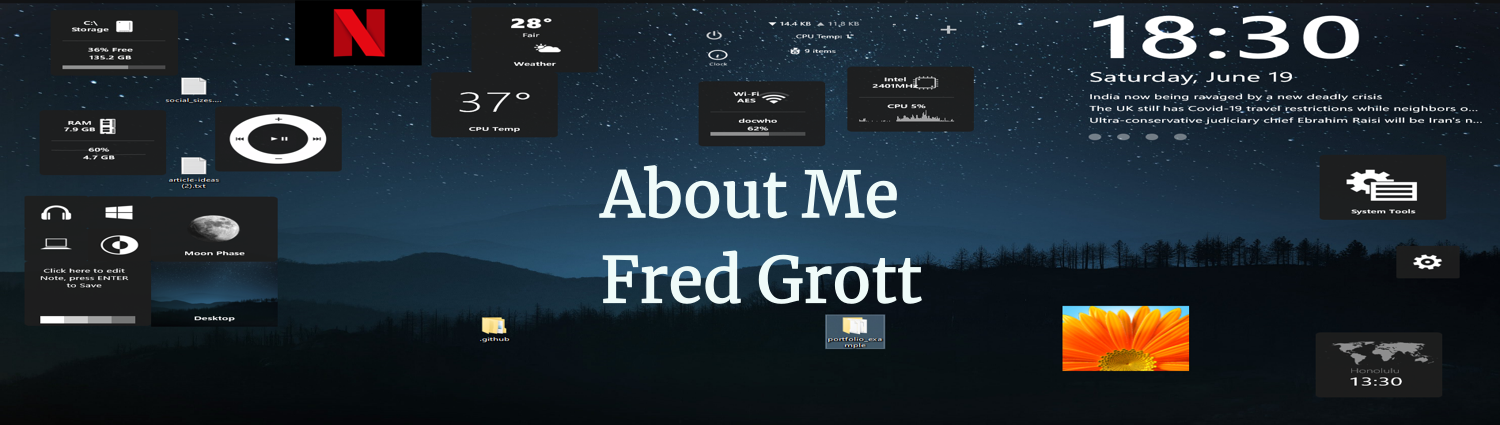 C:\
Storage
36% Free
135.2 GB
N
28°
Fair
Weather
14.4 KB 11.8 KB
CPU Temp: 1°
9 items
Clock
18:30
Saturday, June 19
India now being ravaged by a new deadly crisis
The UK still has Covid-19 travel restrictions while neighbors o...
Ultra-conservative judiciary chief Ebrahim Raisi will be Iran's n...
social_sizes....
RAM
7.9 GB
60%
4.7 GB
37°
CPU Temp
Wi-Fi
AES
docwho
62%
Intel
2401MHz
CPU 5%
article-ideas
(2).txt
About Me
Fred Grott
System Tools
Click here to edit
Note, press ENTER
to Save
Moon Phase
Desktop
.github
portfolio_exa
mple
Honolulu
13:30